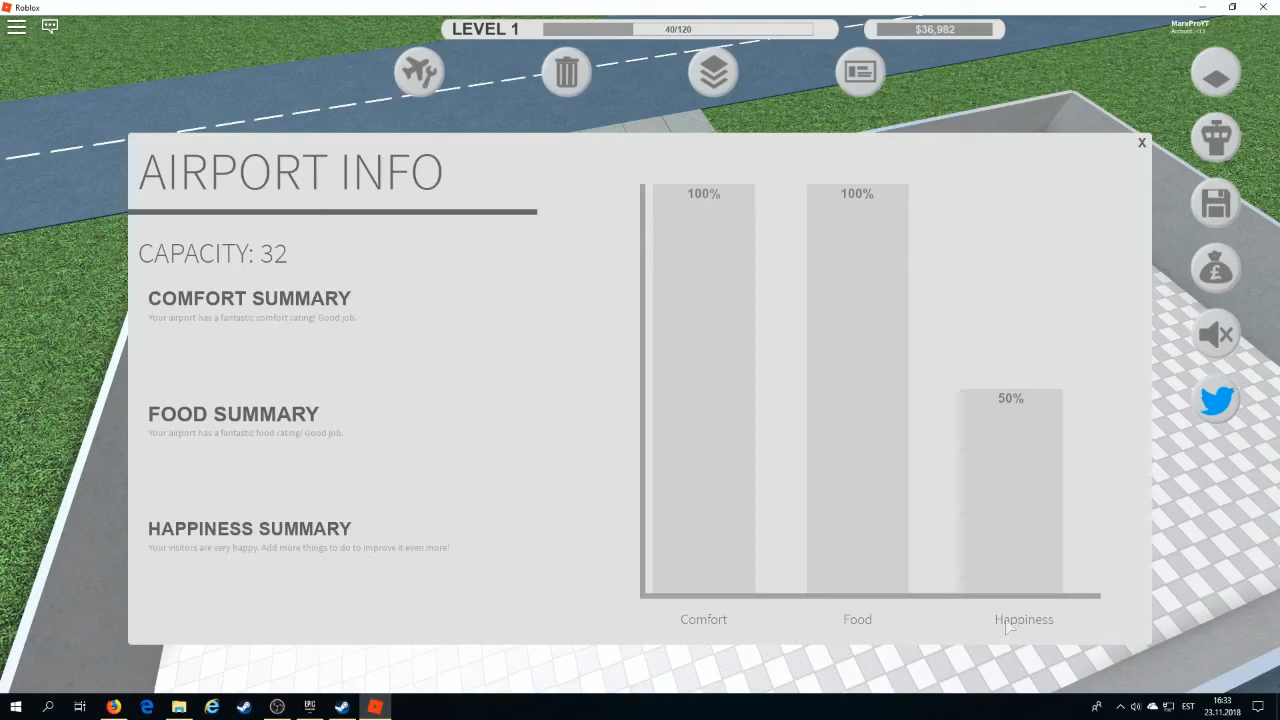 Roblox
LEVEL 1
40/120
$36,982
MarxProYT
Account: <13
X
AIRPORT INFO
CAPACITY: 32
COMFORT SUMMARY
Your airport has a fantastic comfort rating! Good job.
FOOD SUMMARY
Your airport has a fantastic food rating! Good job.
HAPPINESS SUMMARY
Your visitors are very happy. Add more things to do to improve it even more!
100%
100%
50%
Comfort
Food
Happiness
EPIC
EST
16:33
23.11.2018